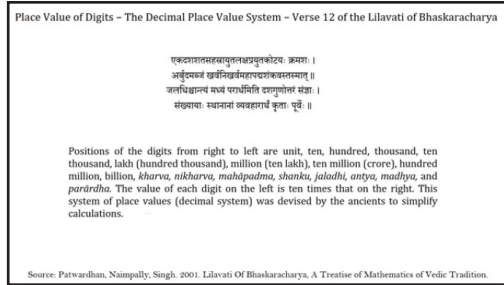 Place Value of Digits – The Decimal Place Value System – Verse 12 of the Lilavati of Bhaskaracharya
एकदशशतसहस्रायुतलक्षप्रयुतकोटयः क्रमशः ।
अर्बुदमब्जं खर्वनिखर्वमहापद्मशंकवस्तस्मात् ॥
जलधिश्चान्त्यं मध्यं परार्धमिति दशगुणोत्तरं संज्ञाः ।
संख्यायाः स्थानानां व्यवहारार्थं कृताः पूर्वैः ॥
Positions of the digits from right to left are unit, ten, hundred, thousand, ten
thousand, lakh (hundred thousand), million (ten lakh), ten million (crore), hundred
million, billion, kharva, nikharva, mahāpadma, shanku, jaladhi, antya, madhya, and
parārdha. The value of each digit on the left is ten times that on the right. This
system of place values (decimal system) was devised by the ancients to simplify
calculations.
Source: Patwardhan, Naimpally, Singh. 2001. Lilavati Of Bhaskaracharya, A Treatise of Mathematics of Vedic Tradition.